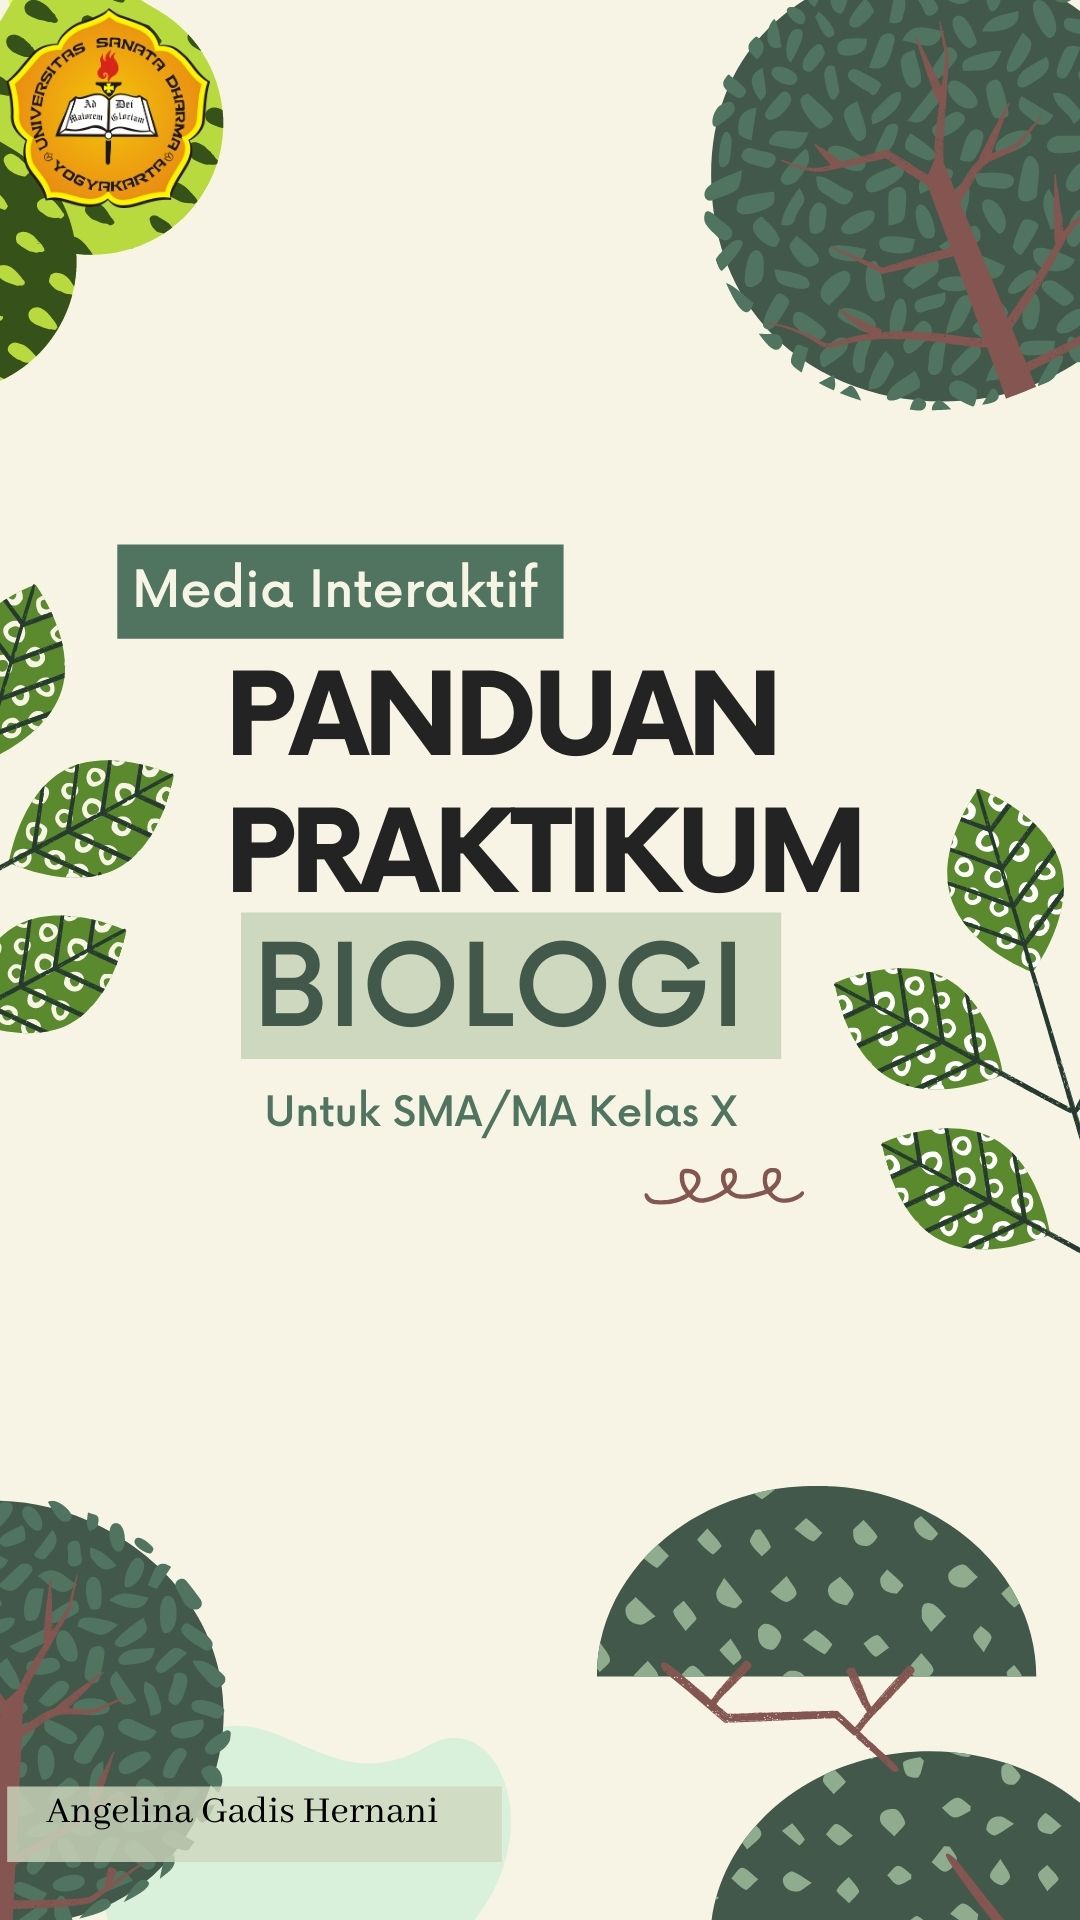 UNIVERSITAS SANATA DHARMA
Ad Dei
Maiorem Gloriam
YOGYAKARTA
Media Interaktif
PANDUAN
PRAKTIKUM
BIOLOGI
Untuk SMA/MA Kelas X
Angelina Gadis Hernani